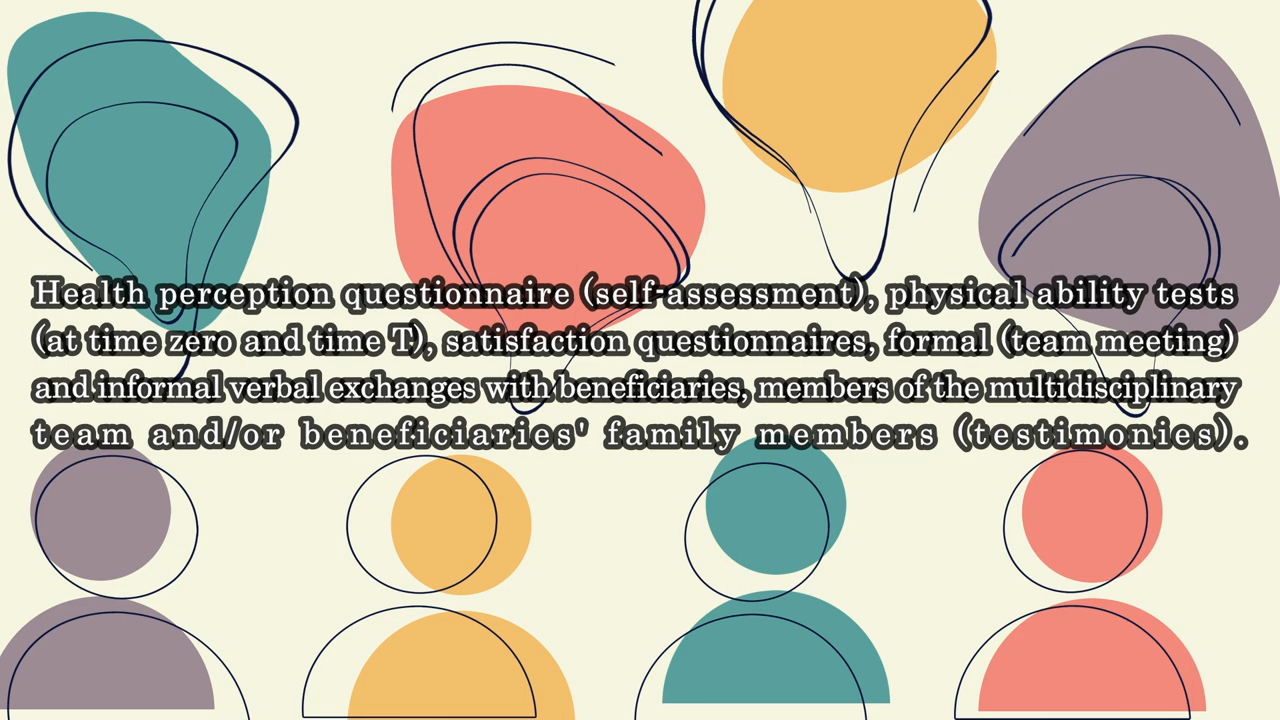 Health perception questionnaire (self-assessment), physical ability tests
(at time zero and time T), satisfaction questionnaires, formal (team meeting)
and informal verbal exchanges with beneficiaries, members of the multidisciplinary
team and/or beneficiaries' family members (testimonies).